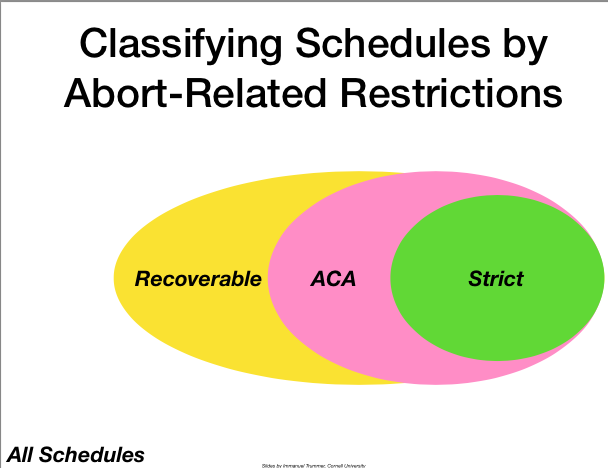 Classifying Schedules by
Abort-Related Restrictions
Recoverable ACA Strict
All Schedules
Slides by Immanuel Trummer, Cornell University